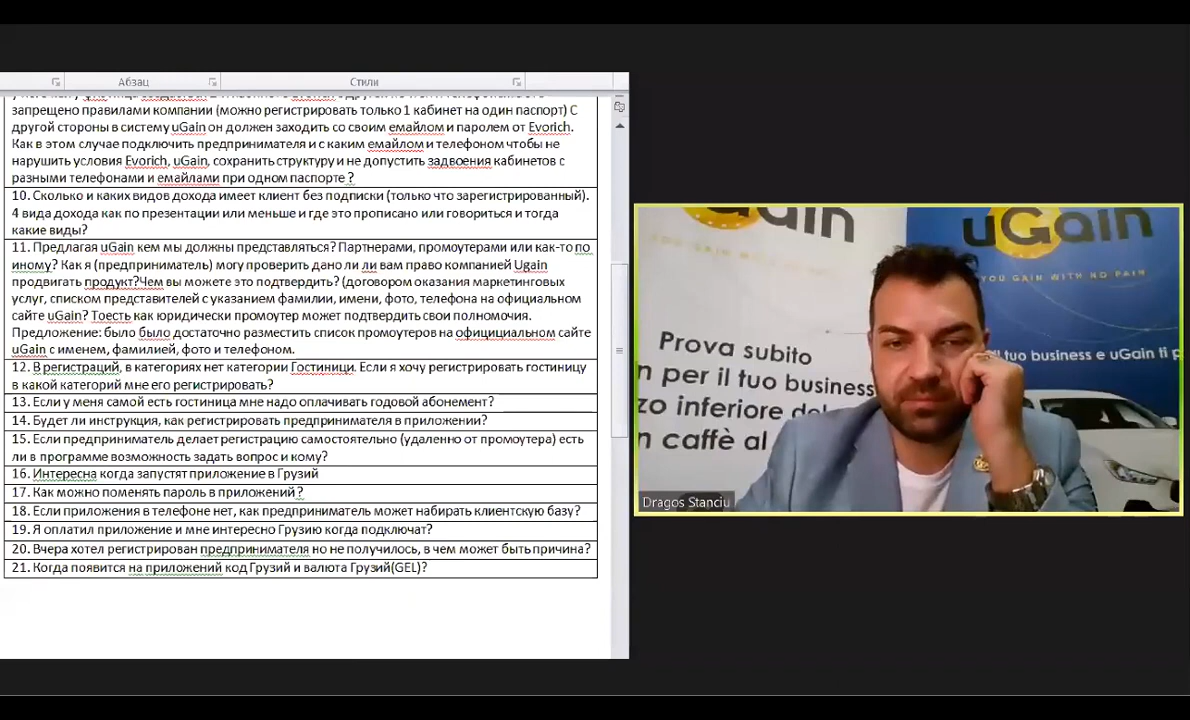 Абзац
Стили
запрещено правилами компании (можно регистрировать только 1 кабинет на один паспорт) С
другой стороны в систему uGain он должен заходить со своим емайлом и паролем от Evorich.
Как в этом случае подключить предпринимателя и с каким емайлом и телефоном чтобы не
нарушить условия Evorich, uGain, сохранить структуру и не допустить задвоения кабинетов с
разными телефонами и емайлами при одном паспорте ?
10. Сколько и каких видов дохода имеет клиент без подписки (только что зарегистрированный).
4 вида дохода как по презентации или меньше и где это прописано или говориться и тогда
какие виды?
11. Предлагая uGain кем мы должны представляться? Партнерами, промоутерами или как-то по
иному? Как я (предприниматель) могу проверить дано ли ли вам право компанией Ugain
продвигать продукт?Чем вы можете это подтвердить? (договором оказания маркетинговых
услуг, списком представителей с указанием фамилии, имени, фото, телефона на официальном
сайте uGain? Тоесть как юридически промоутер может подтвердить свои полномочия.
Предложение: было было достаточно разместить список промоутеров на официциальном сайте
uGain с именем, фамилией, фото и телефоном.
12. В регистраций, в категориях нет категории Гостиници. Если я хочу регистрировать гостиницу
в какой категорий мне его регистрировать?
13. Если у меня самой есть гостиница мне надо оплачивать годовой абонемент?
14. Будет ли инструкция, как регистрировать предпринимателя в приложении?
15. Если предприниматель делает регистрацию самостоятельно (удаленно от промоутера) есть
ли в программе возможность задать вопрос и кому?
16. Интересна когда запустят приложение в Грузий
17. Как можно поменять пароль в приложений?
18. Если приложения в телефоне нет, как предприниматель может набирать клиентскую базу?
19. Я оплатил приложение и мне интересно Грузию когда подключат?
20. Вчера хотел регистрирован предпринимателя но не получилось, в чем может быть причина?
21. Когда появится на приложений код Грузий и валюта Грузий(GEL)?
uGain
YOU GAIN WITH NO PAIN
Prova subito
per il tuo business
tuo business e uGain ti
inferiore
caffè al
Dragos Stanciu